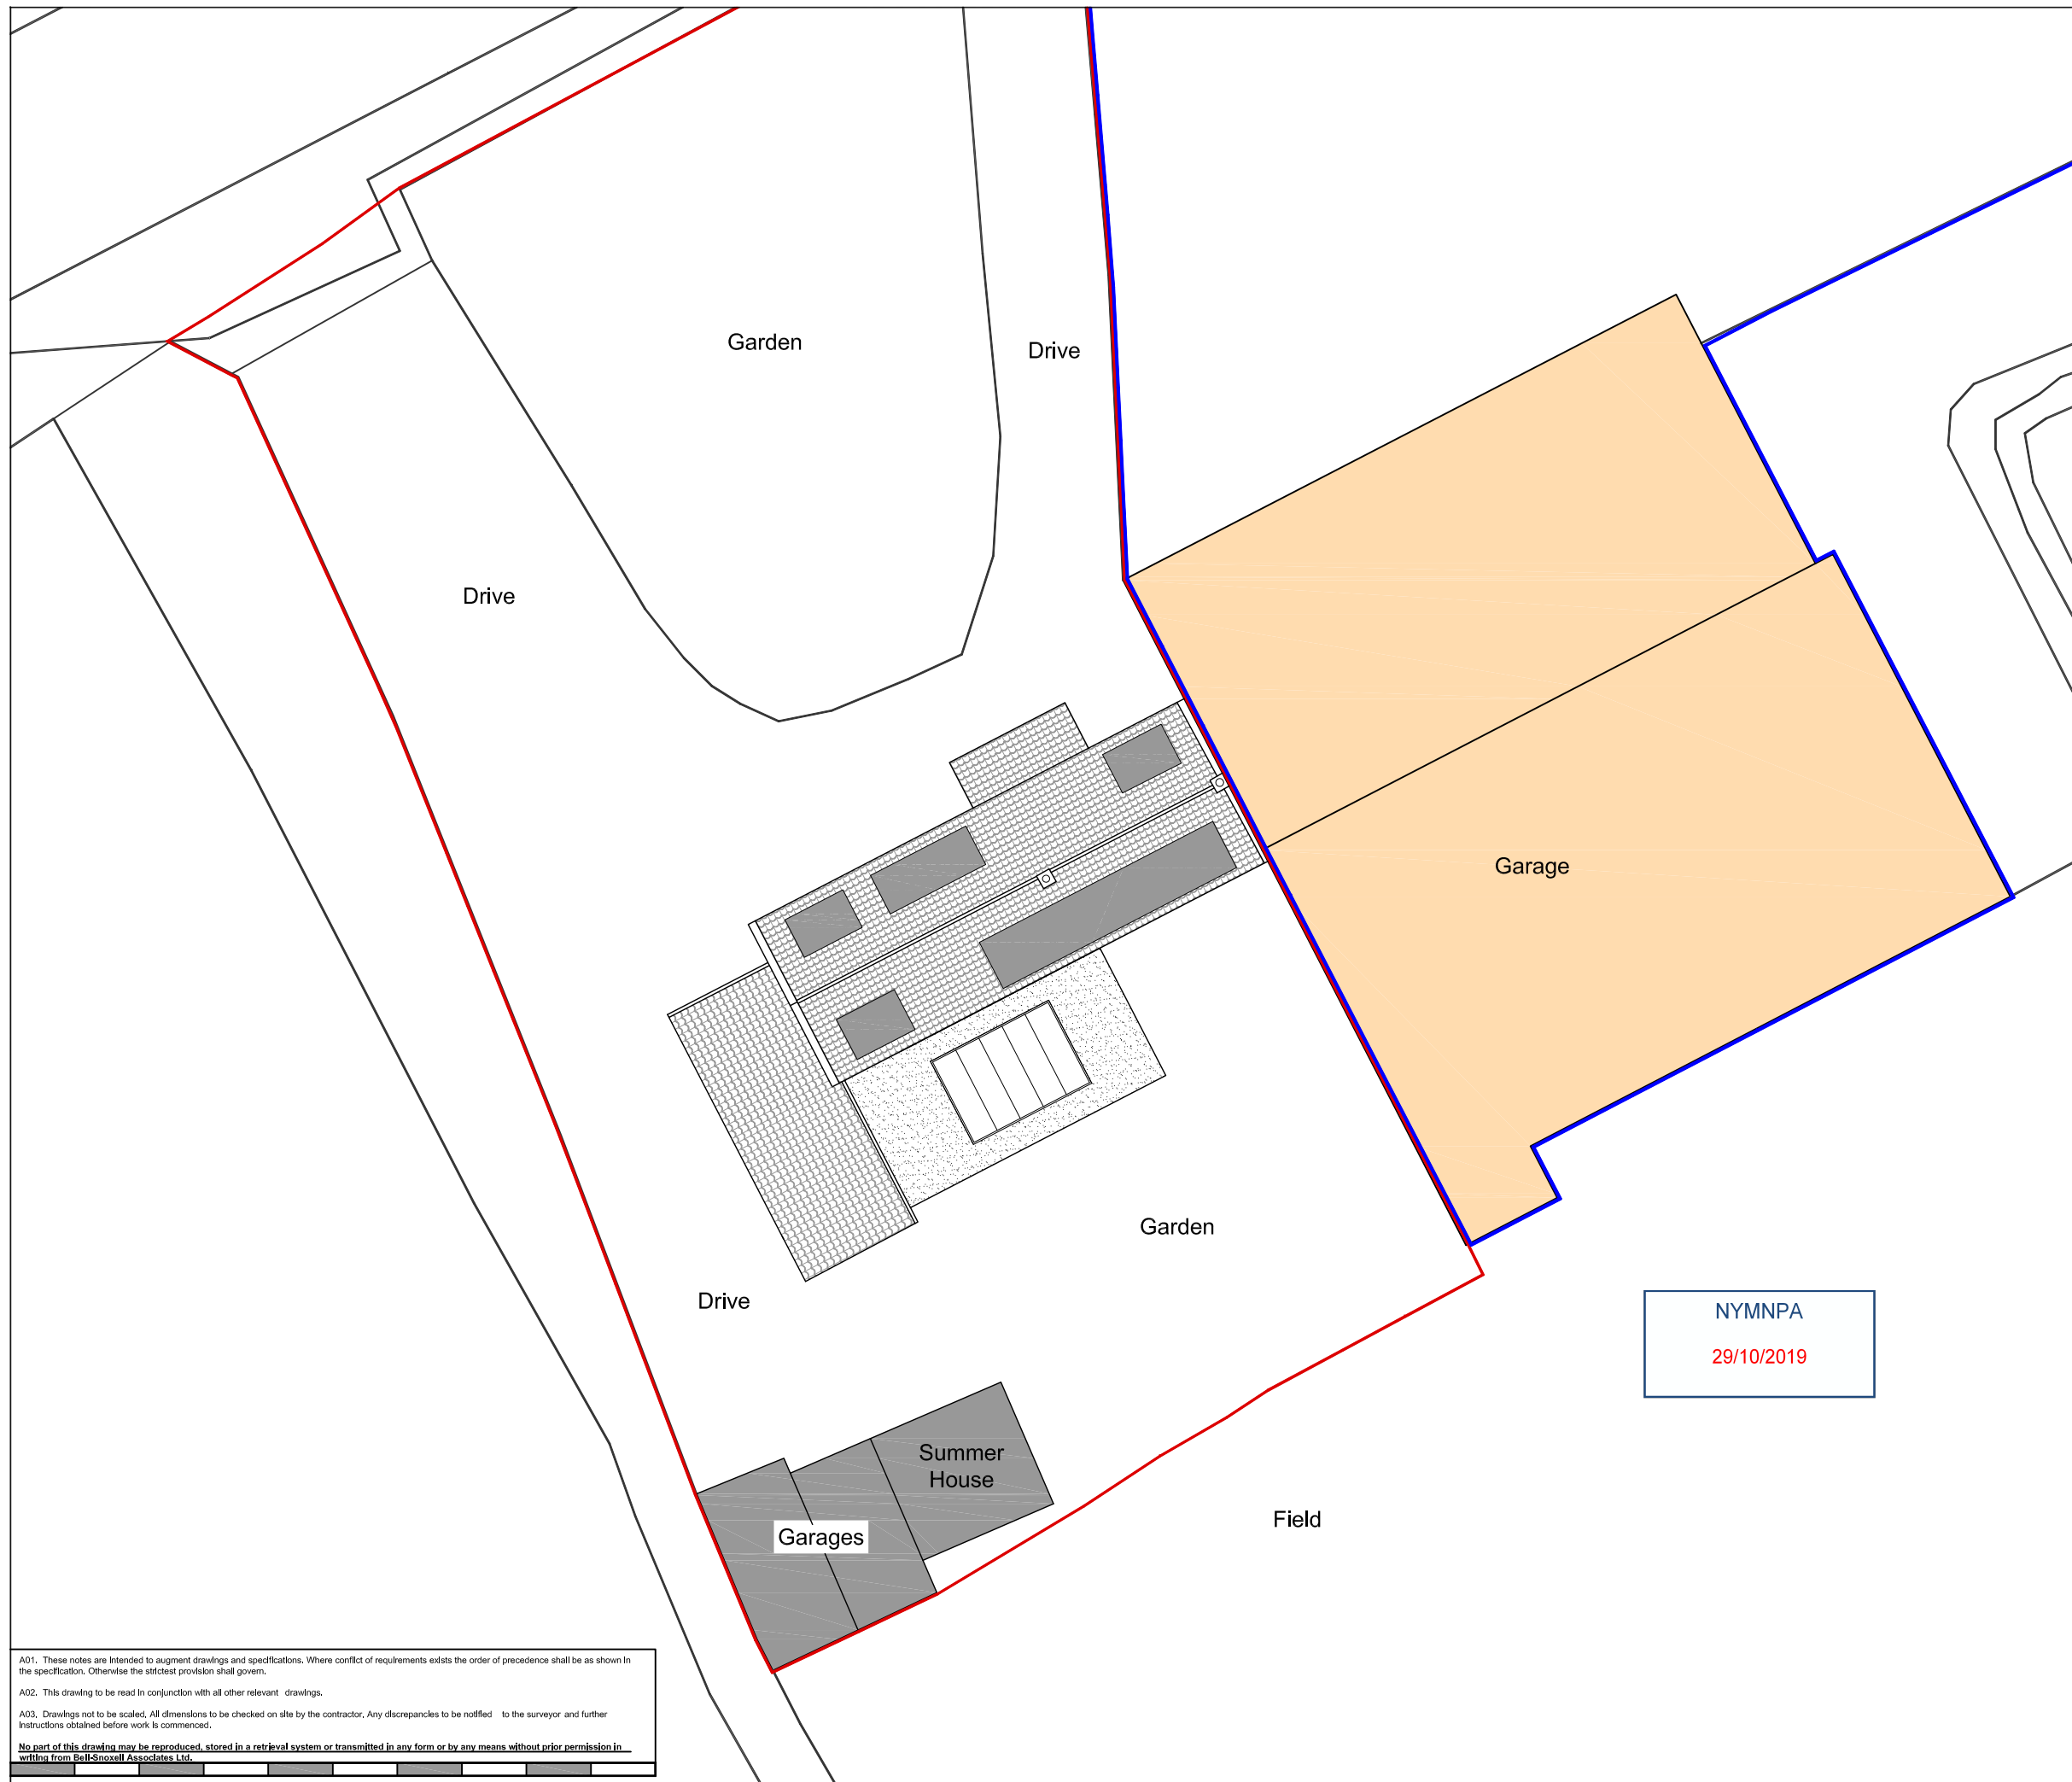 Garden
Drive
Drive
Garage
Garden
Drive
NYMNPA
29/10/2019
Summer
House
Garages
Field
A01. These notes are intended to augment drawings and specifications. Where conflict of requirements exists the order of precedence shall be as shown in
the specification. Otherwise the strictest provision shall govern.
A02. This drawing to be read in conjunction with all other relevant drawings.
A03. Drawings not to be scaled. All dimensions to be checked on site by the contractor. Any discrepancies to be notified to the surveyor and further
instructions obtained before work is commenced.
No part of this drawing may be reproduced, stored in a retrieval system or transmitted in any form or by any means without prior permission in
writing from Bell-Snoxell Associates Ltd.